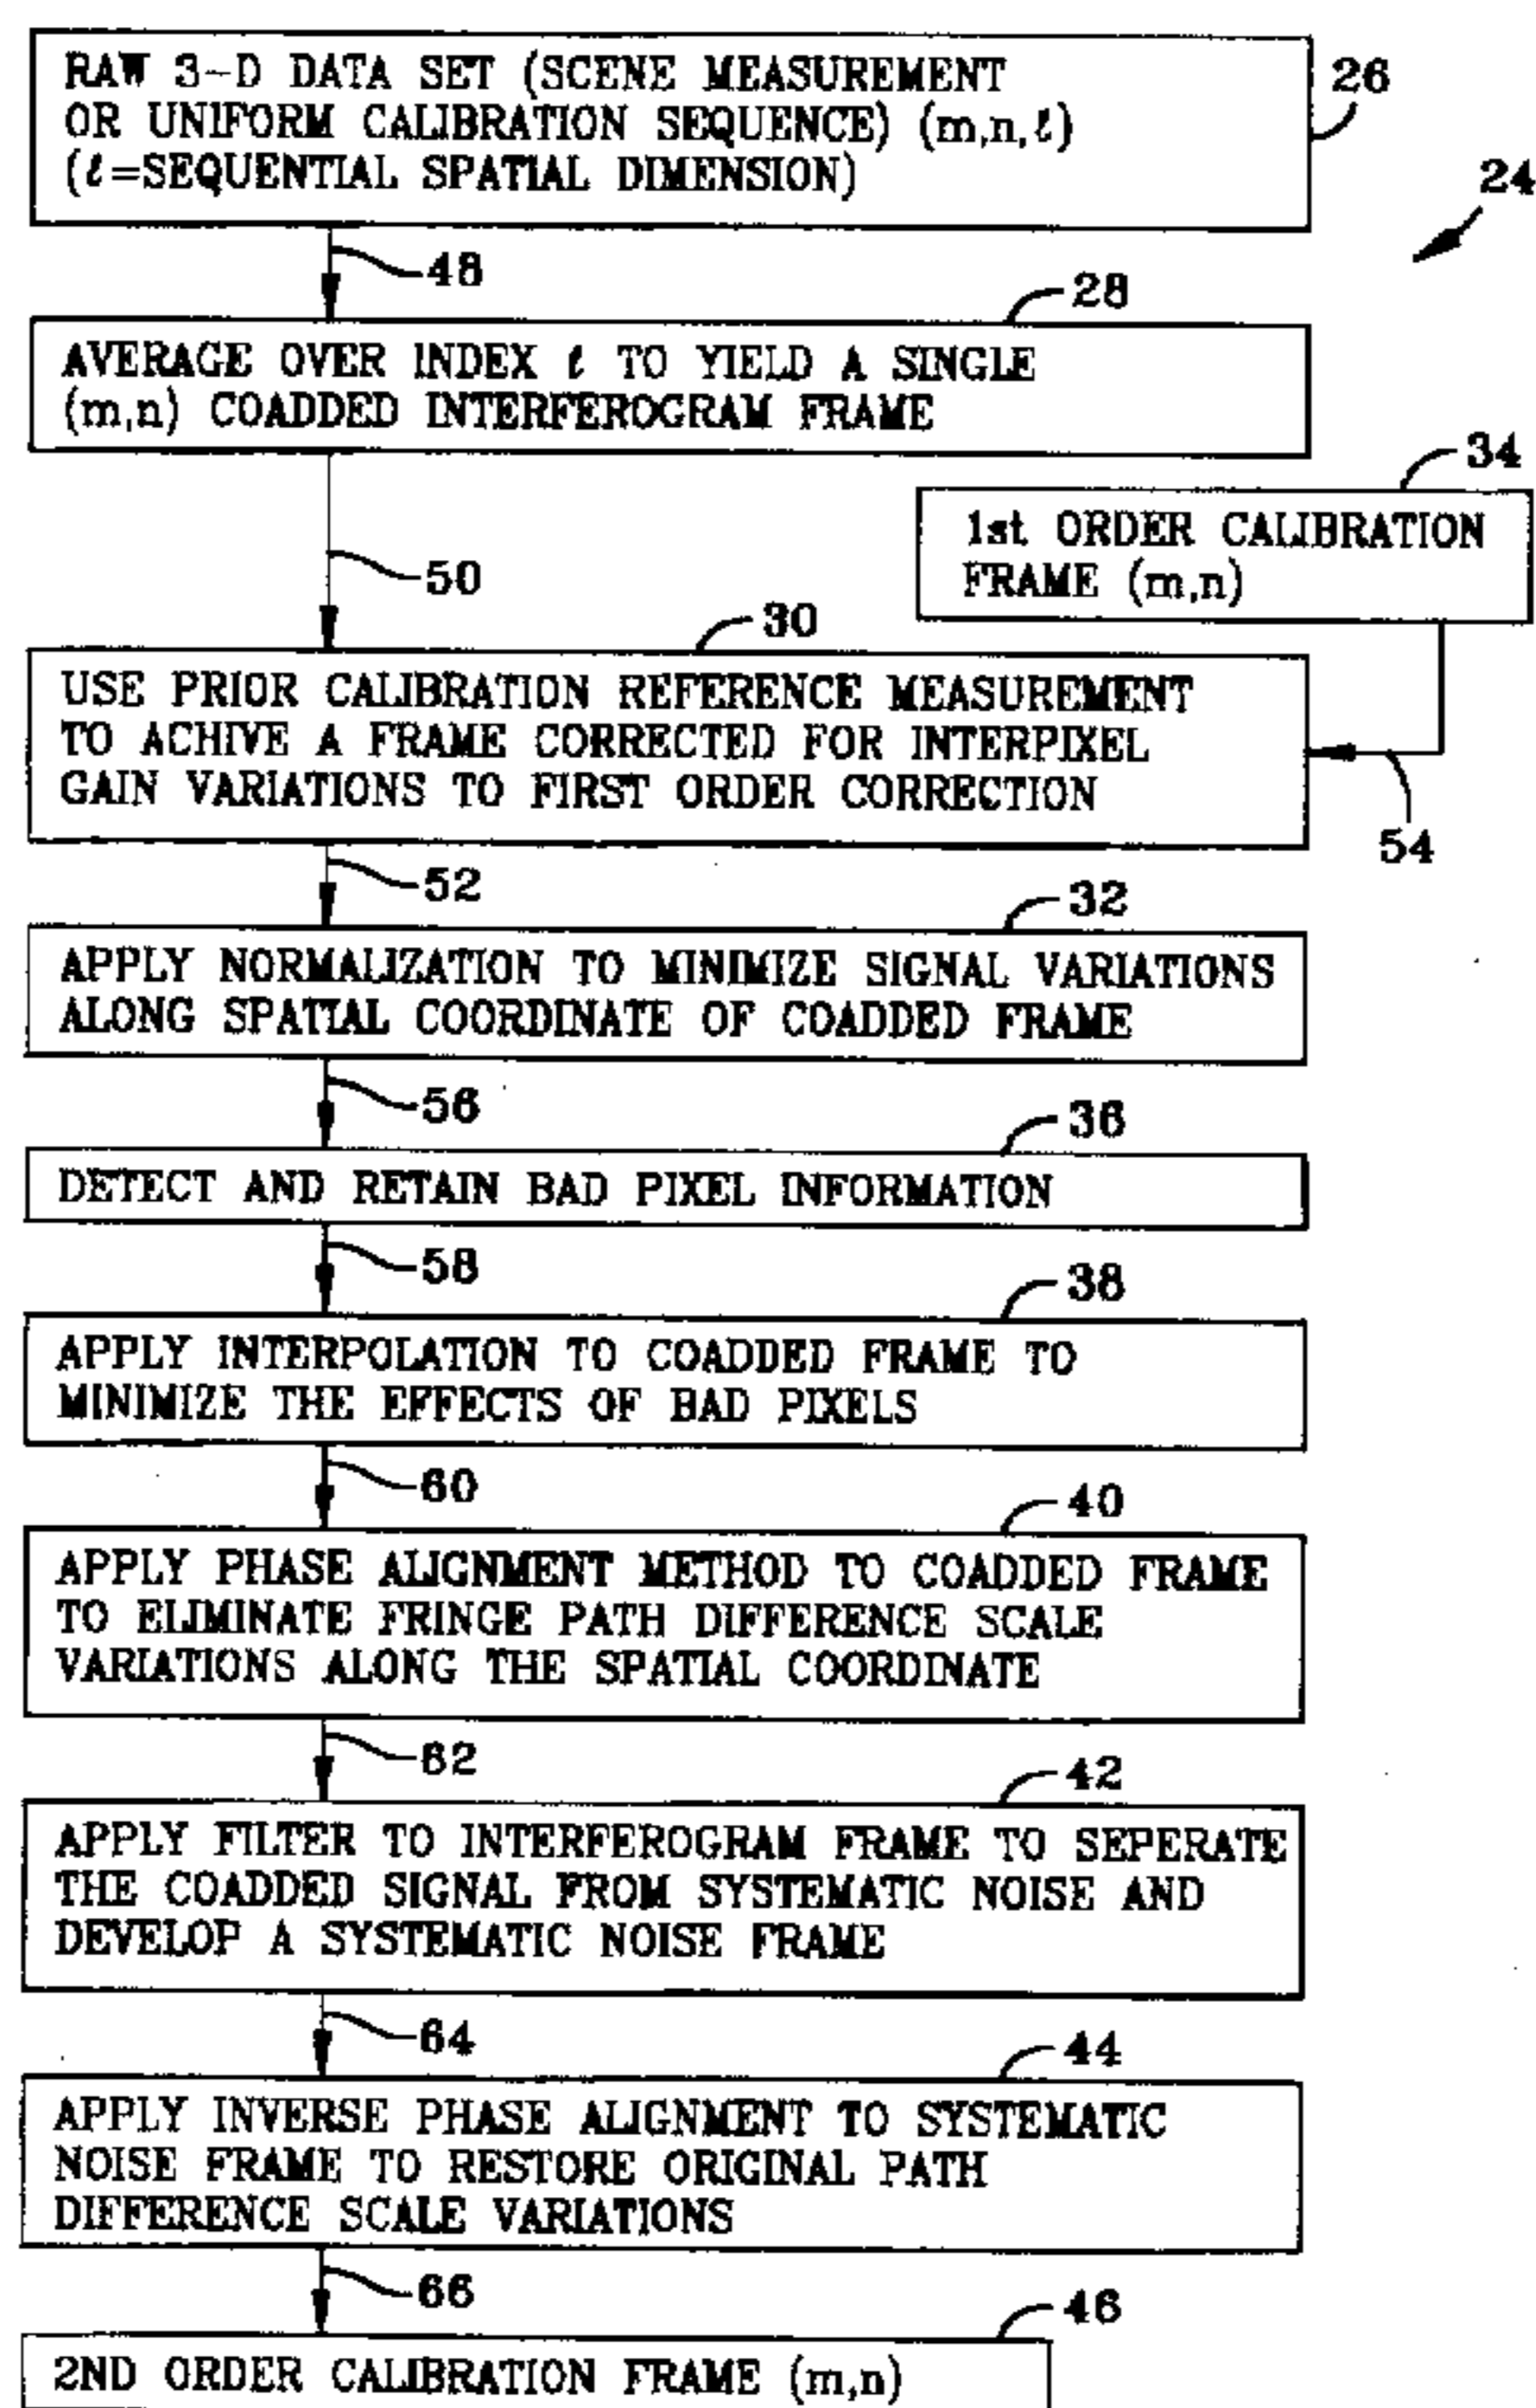 RAW 3-D DATA SET (SCENE MEASUREMENT
OR UNIFORM CALIBRATION SEQUENCE) (m,n,ℓ)
(ℓ=SEQUENTIAL SPATIAL DIMENSION)
26
24
48
28
AVERAGE OVER INDEX ℓ TO YIELD A SINGLE
(m,n) COADDED INTERFEROGRAM FRAME
34
1st ORDER CALIBRATION
FRAME (m,n)
50
30
USE PRIOR CALIBRATION REFERENCE MEASUREMENT
TO ACHIVE A FRAME CORRECTED FOR INTERPIXEL
GAIN VARIATIONS TO FIRST ORDER CORRECTION
54
52
32
APPLY NORMALIZATION TO MINIMIZE SIGNAL VARIATIONS
ALONG SPATIAL COORDINATE OF COADDED FRAME
56
36
DETECT AND RETAIN BAD PIXEL INFORMATION
58
38
APPLY INTERPOLATION TO COADDED FRAME TO
MINIMIZE THE EFFECTS OF BAD PIXELS
60
40
APPLY PHASE ALIGNMENT METHOD TO COADDED FRAME
TO ELIMINATE FRINGE PATH DIFFERENCE SCALE
VARIATIONS ALONG THE SPATIAL COORDINATE
62
42
APPLY FILTER TO INTERFEROGRAM FRAME TO SEPERATE
THE COADDED SIGNAL FROM SYSTEMATIC NOISE AND
DEVELOP A SYSTEMATIC NOISE FRAME
64
44
APPLY INVERSE PHASE ALIGNMENT TO SYSTEMATIC
NOISE FRAME TO RESTORE ORIGINAL PATH
DIFFERENCE SCALE VARIATIONS
66
46
2ND ORDER CALIBRATION FRAME (m,n)